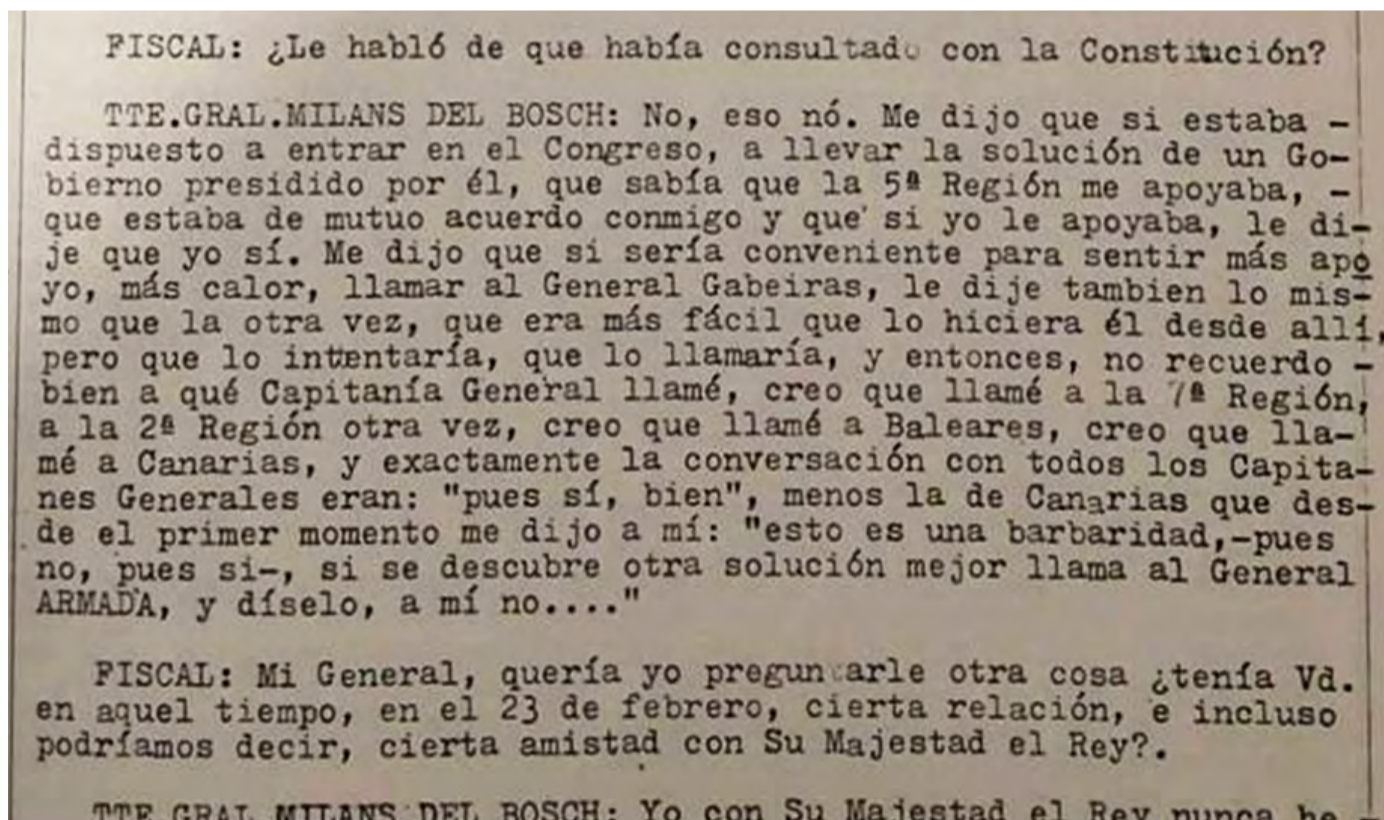 FISCAL: ¿Le habló de que había consultado con la Constitución?
TTE.GRAL.MILANS DEL BOSCH: No, eso nó. Me dijo que si estaba -
dispuesto a entrar en el Congreso, a llevar la solución de un Go-
bierno presidido por él, que sabía que la 5ª Región me apoyaba, -
que estaba de mutuo acuerdo conmigo y que si yo le apoyaba, le di-
je que yo sí. Me dijo que si sería conveniente para sentir más apo
yo, más calor, llamar al General Gabeiras, le dije tambien lo mis-
mo que la otra vez, que era más fácil que lo hiciera él desde allí,
pero que lo intentaría, que lo llamaría, y entonces, no recuerdo -
bien a qué Capitanía General llamé, creo que llamé a la 7ª Región,
a la 2ª Región otra vez, creo que llamé a Baleares, creo que lla-
mé a Canarias, y exactamente la conversación con todos los Capita-
nes Generales eran: "pues sí, bien", menos la de Canarias que des-
de el primer momento me dijo a mí: "esto es una barbaridad,-pues
no, pues si-, si se descubre otra solución mejor llama al General
ARMADA, y díselo, a mí no...."
FISCAL: Mi General, quería yo preguntarle otra cosa ¿tenía Vd.
en aquel tiempo, en el 23 de febrero, cierta relación, e incluso
podríamos decir, cierta amistad con Su Majestad el Rey?.
TTE.GRAL.MILANS DEL BOSCH: Yo con Su Majestad el Rey nunca he -